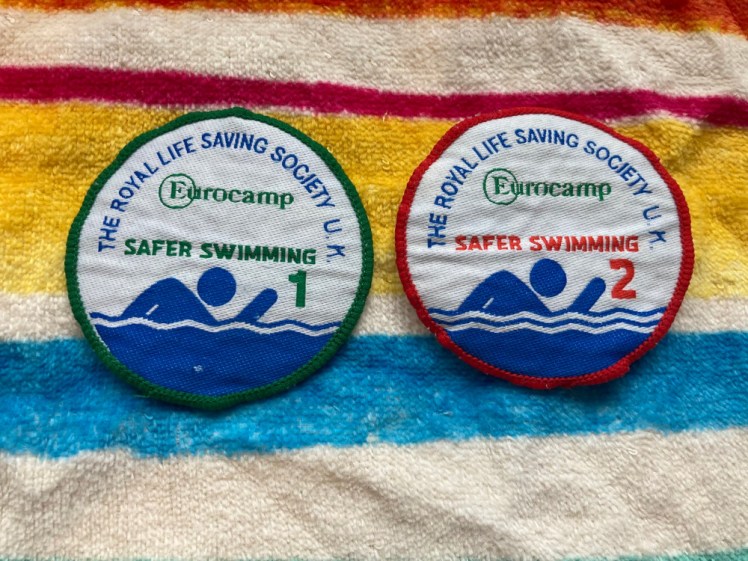 THE ROYAL LIFE SAVING SOCIETY U.K.
Eurocamp
SAFER SWIMMING
1
THE ROYAL LIFE SAVING SOCIETY U.K.
Eurocamp
SAFER SWIMMING
2